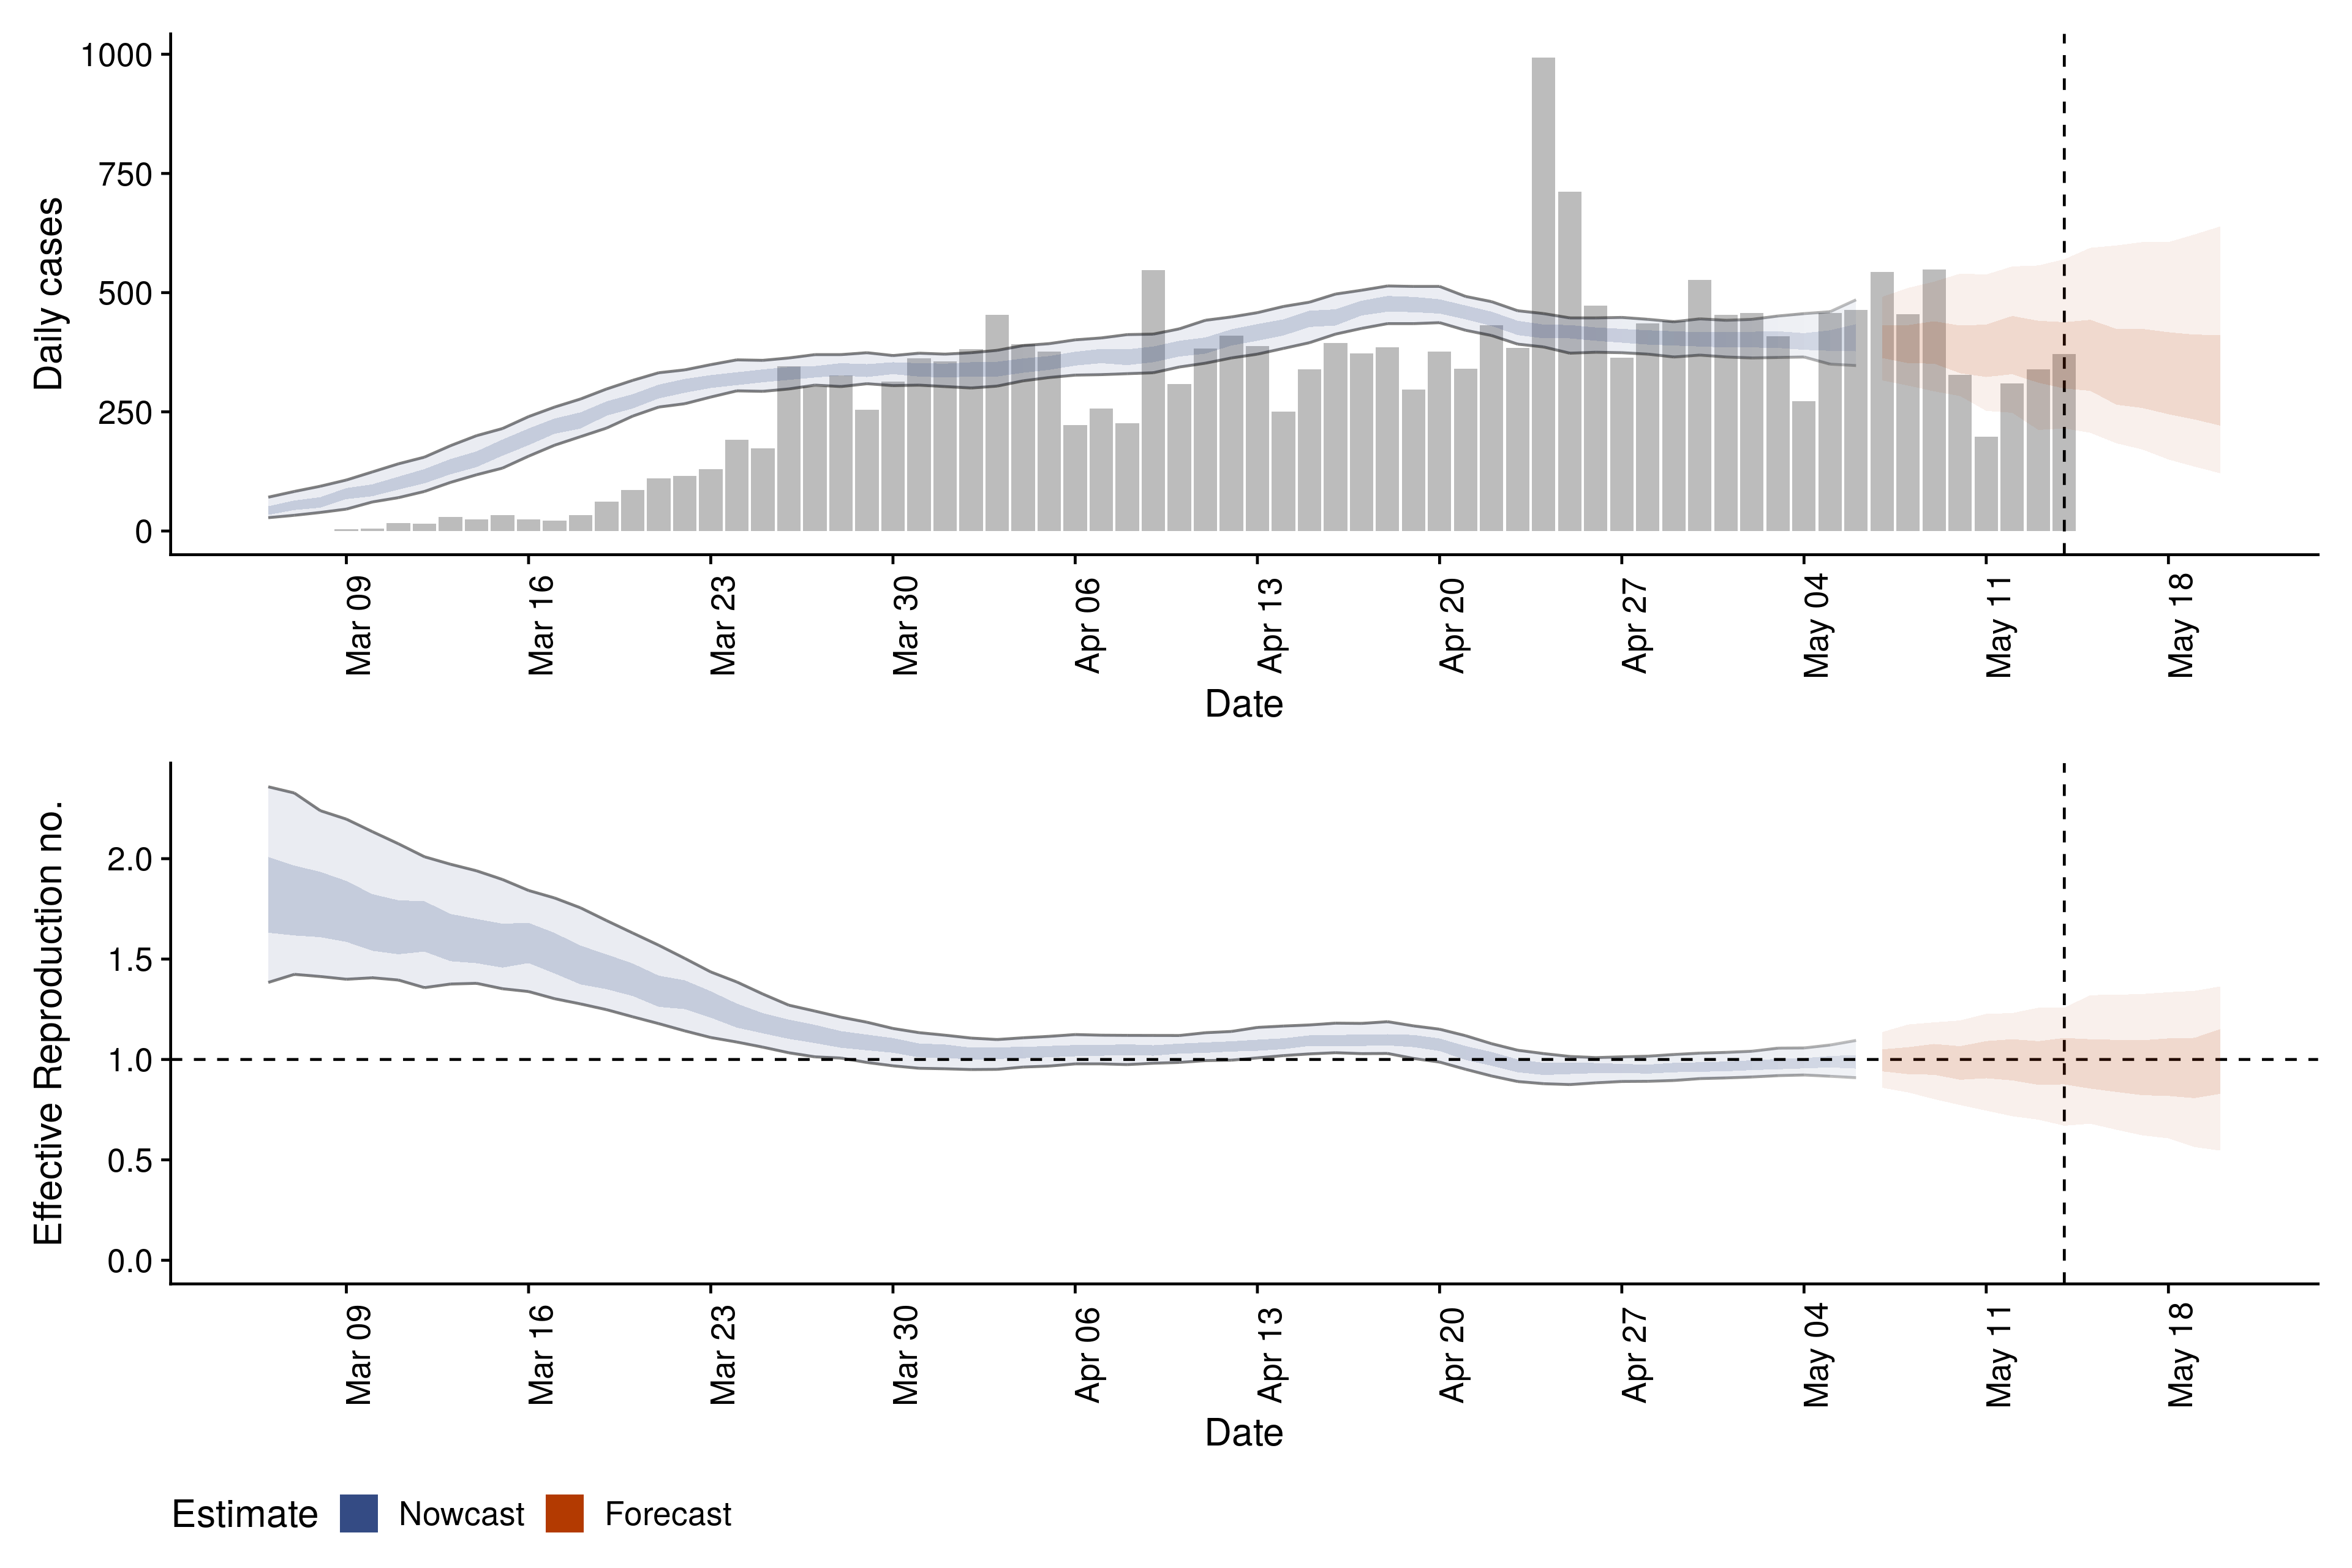 Daily cases
1000
750
500
250
0
Mar 09
Mar 16
Mar 23
Mar 30
Apr 06
Apr 13
Apr 20
Apr 27
May 04
May 11
May 18
Date
Effective Reproduction no.
2.0
1.5
1.0
0.5
0.0
Mar 09
Mar 16
Mar 23
Mar 30
Apr 06
Apr 13
Apr 20
Apr 27
May 04
May 11
May 18
Date
Estimate Nowcast Forecast